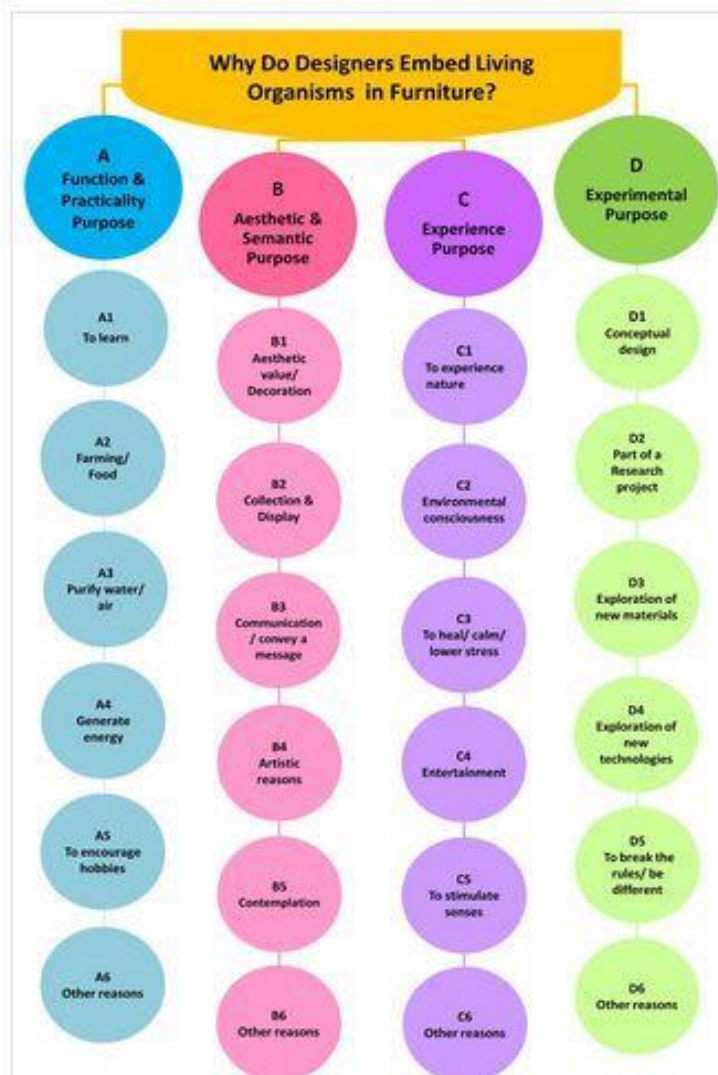 Why Do Designers Embed Living
Organisms in Furniture?
A
Function &
Practicality
Purpose
A1
To learn
A2
Farming/
Food
A3
Purify water/
air
A4
Generate
energy
A5
To encourage
hobbies
A6
Other reasons
B
Aesthetic &
Semantic
Purpose
B1
Aesthetic
value/
Decoration
B2
Collection &
Display
B3
Communication
/ convey a
message
B4
Artistic
reasons
B5
Contemplation
B6
Other reasons
C
Experience
Purpose
C1
To experience
nature
C2
Environmental
consciousness
C3
To heal/ calm/
lower stress
C4
Entertainment
C5
To stimulate
senses
C6
Other reasons
D
Experimental
Purpose
D1
Conceptual
design
D2
Part of a
Research
project
D3
Exploration of
new materials
D4
Exploration of
new
technologies
D5
To break the
rules/ be
different
D6
Other reasons